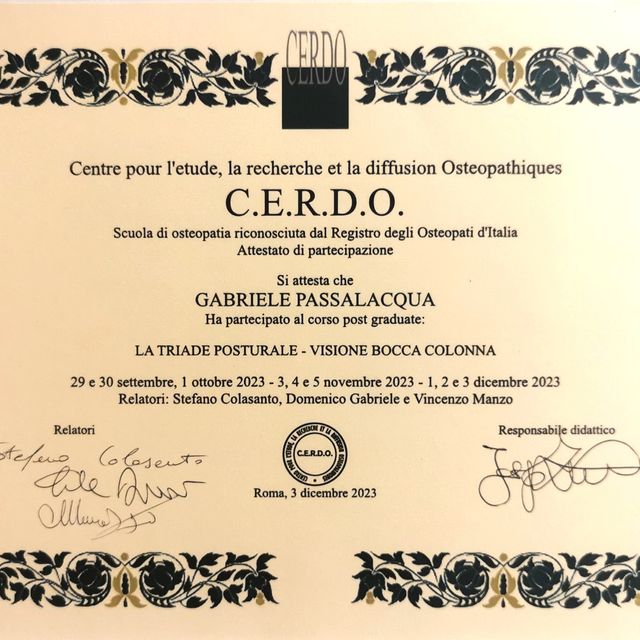 CERDO
Centre pour l'etude, la recherche et la diffusion Osteopathiques
C.E.R.D.O.
Scuola di osteopatia riconosciuta dal Registro degli Osteopati d'Italia
Attestato di partecipazione
Si attesta che
GABRIELE PASSALACQUA
Ha partecipato al corso post graduate:
LA TRIADE POSTURALE - VISIONE BOCCA COLONNA
29 e 30 settembre, 1 ottobre 2023 - 3, 4 e 5 novembre 2023 - 1, 2 e 3 dicembre 2023
Relatori: Stefano Colasanto, Domenico Gabriele e Vincenzo Manzo
Relatori
Responsabile didattico
Stefano Colasanto
C.E.R.D.O.
Roma, 3 dicembre 2023